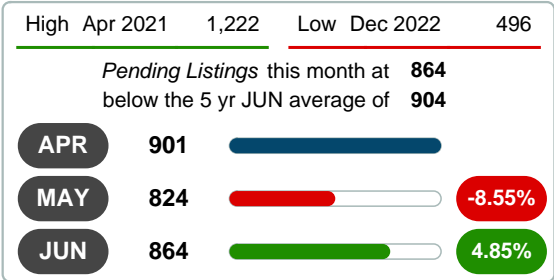 High Apr 2021 1,222 Low Dec 2022 496
Pending Listings this month at 864
below the 5 yr JUN average of 904
APR 901
MAY 824 -8.55%
JUN 864 4.85%